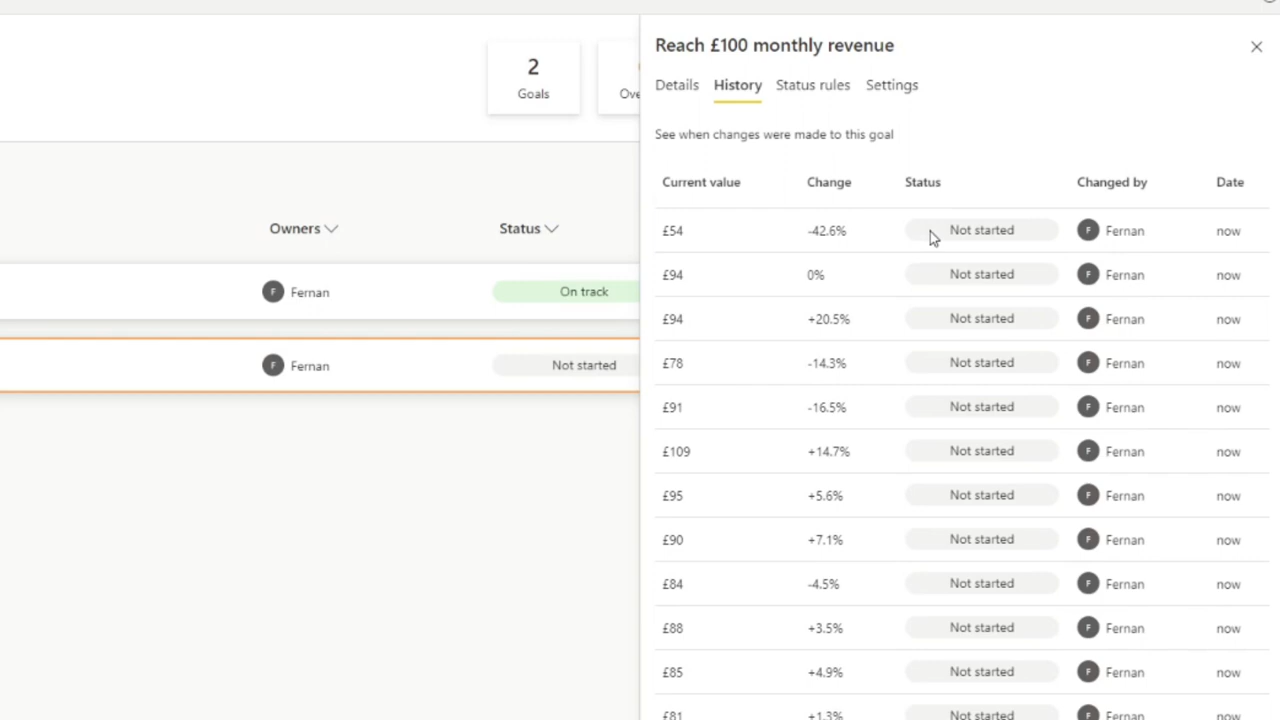 2
Goals
Ove
Owners
Status
F Fernan
On track
F Fernan
Not started
Reach £100 monthly revenue
Details History Status rules Settings
See when changes were made to this goal
Current value Change Status Changed by Date
£54 -42.6% Not started F Fernan now
£94 0% Not started F Fernan now
£94 +20.5% Not started F Fernan now
£78 -14.3% Not started F Fernan now
£91 -16.5% Not started F Fernan now
£109 +14.7% Not started F Fernan now
£95 +5.6% Not started F Fernan now
£90 +7.1% Not started F Fernan now
£84 -4.5% Not started F Fernan now
£88 +3.5% Not started F Fernan now
£85 +4.9% Not started F Fernan now
£81 +1.3% Not started F Fernan now